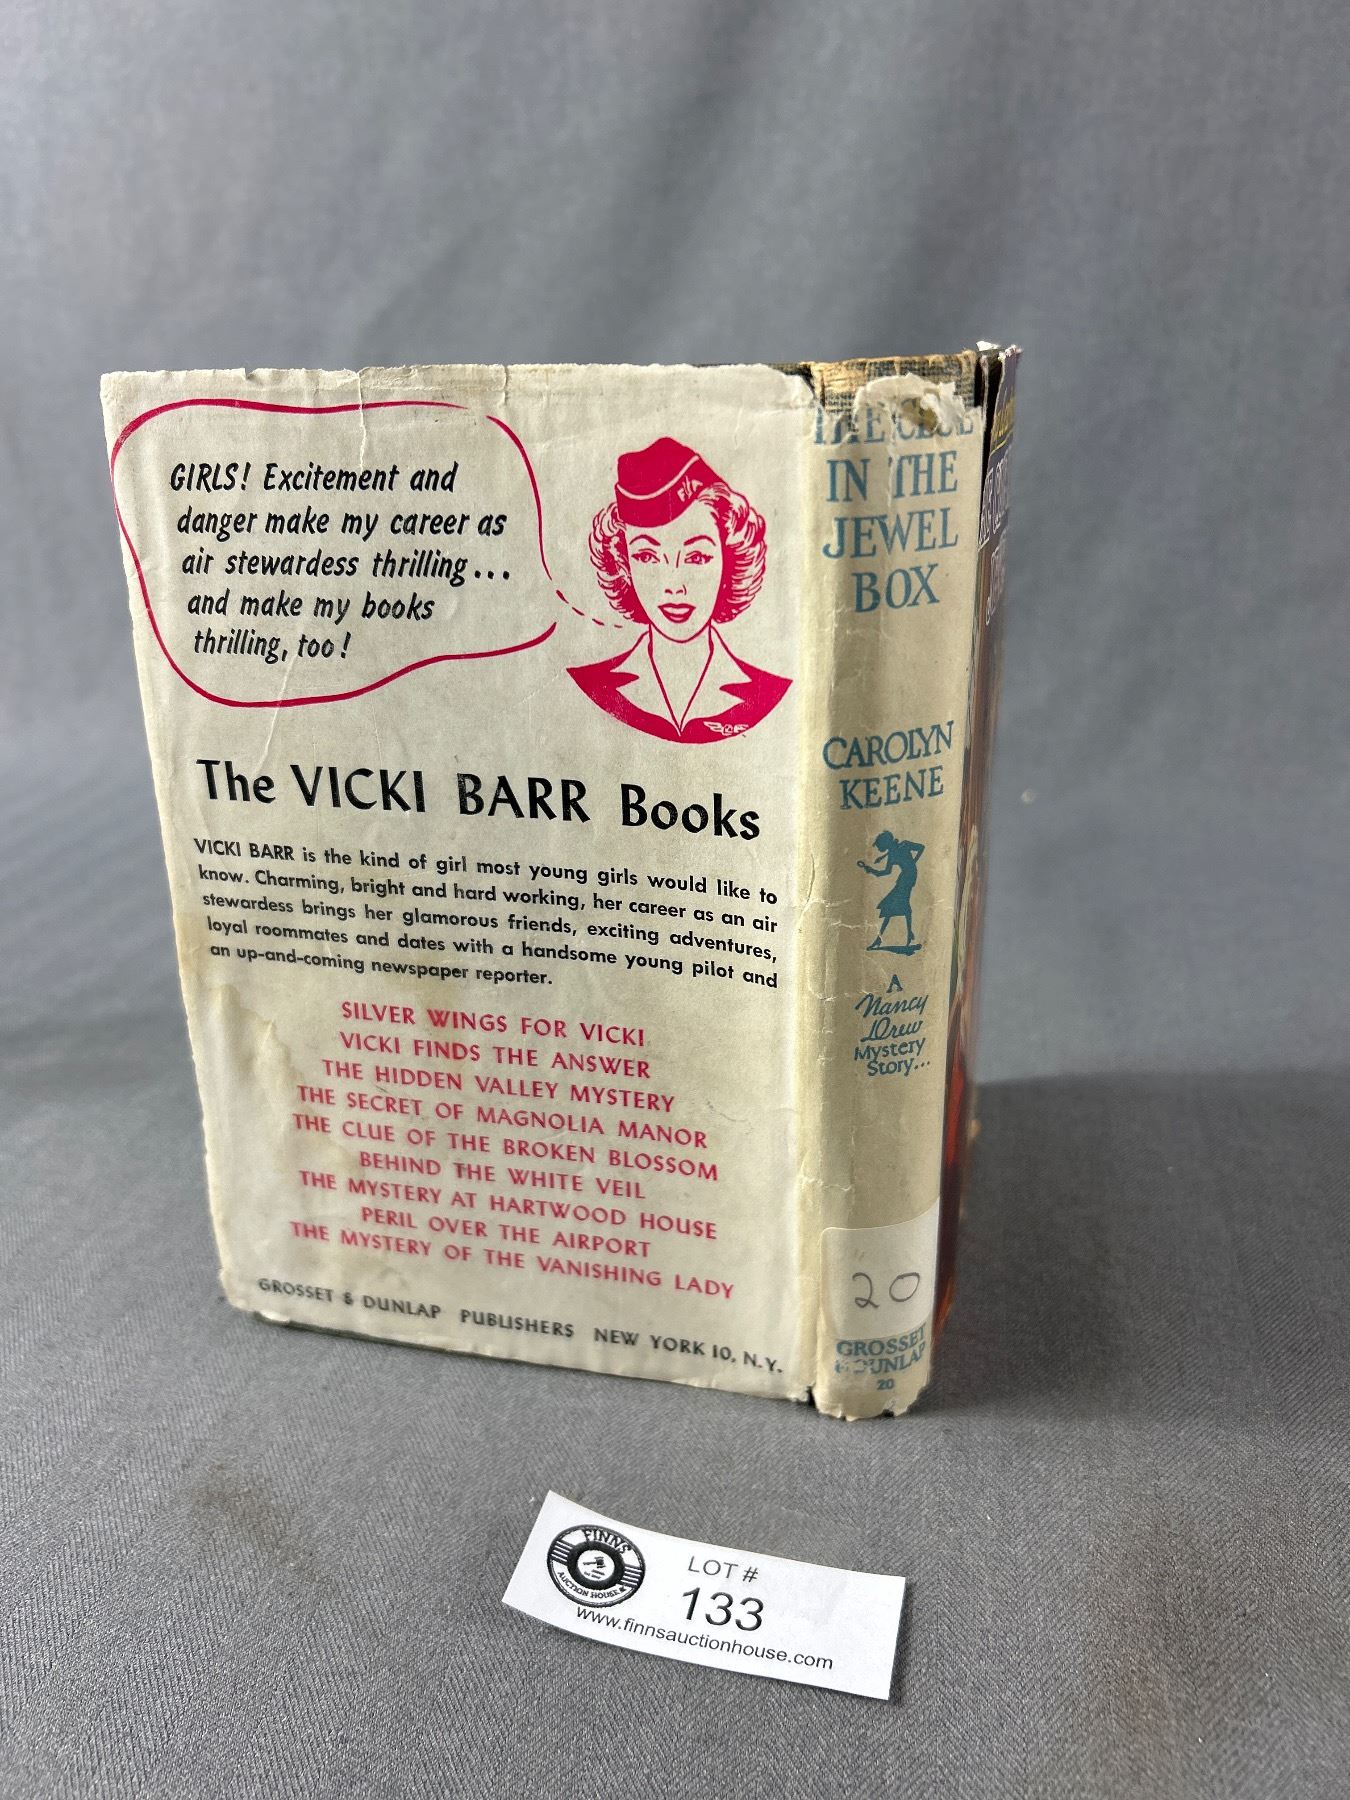 GIRLS! Excitement and
danger make my career as
air stewardess thrilling...
and make my books
thrilling, too!
The VICKI BARR Books
VICKI BARR is the kind of girl most young girls would like to
know. Charming, bright and hard working, her career as an air
stewardess brings her glamorous friends, exciting adventures,
loyal roommates and dates with a handsome young pilot and
an up-and-coming newspaper reporter.
SILVER WINGS FOR VICKI
VICKI FINDS THE ANSWER
THE HIDDEN VALLEY MYSTERY
THE SECRET OF MAGNOLIA MANOR
THE CLUE OF THE BROKEN BLOSSOM
BEHIND THE WHITE VEIL
THE MYSTERY AT HARTWOOD HOUSE
PERIL OVER THE AIRPORT
THE MYSTERY OF THE VANISHING LADY
GROSSET & DUNLAP PUBLISHERS NEW YORK 10, N.Y.
THE CLUE
IN THE
JEWEL
BOX
CAROLYN
KEENE
A
Nancy
Drew
Mystery
Story...
20
GROSSET
& DUNLAP
20
FINNS
AUCTION HOUSE
LOT #
133
www.finnsauctionhouse.com